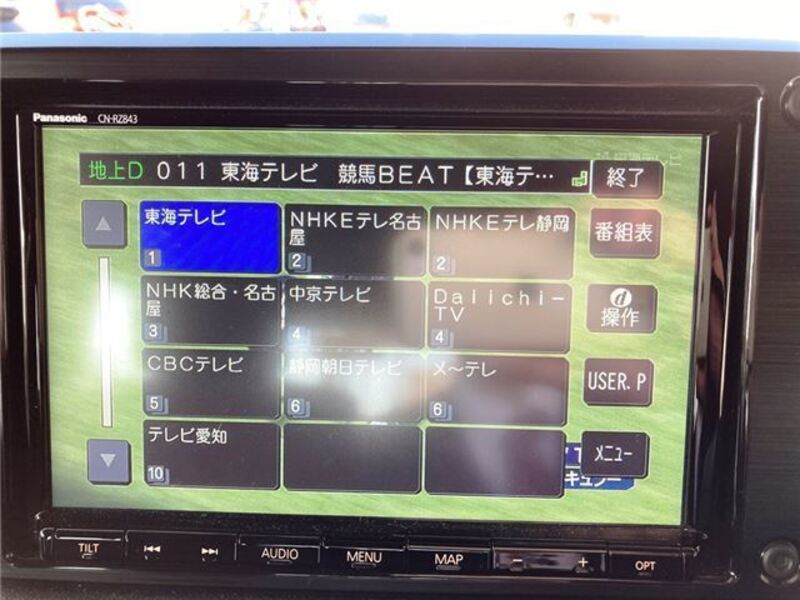 Panasonic CN-RZ843
東海テレビ
地上D 011 東海テレビ 競馬BEAT【東海テ…
終了
東海テレビ
1
NHKEテレ名古
屋
2
NHKEテレ静岡
2
番組表
NHK総合・名古
屋
3
中京テレビ
4
Daiichi-
TV
4
操作
CBCテレビ
5
静岡朝日テレビ
6
メ~テレ
6
USER.P
テレビ愛知
10
メニュー
TILT AUDIO MENU MAP - + OPT